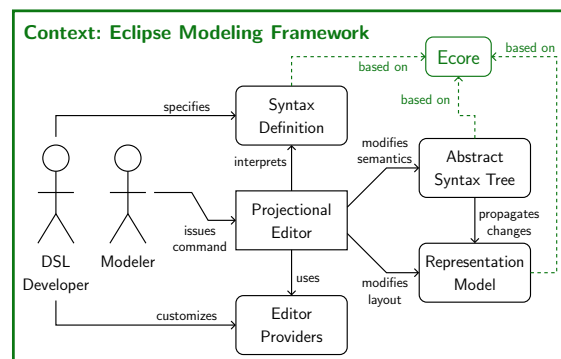 Context: Eclipse Modeling Framework
Ecore
based on
based on
based on
specifies
Syntax
Definition
interprets
modifies
semantics
Abstract
Syntax Tree
issues
command
Projectional
Editor
propagates
changes
DSL
Developer
Modeler
uses
modifies
layout
Representation
Model
customizes
Editor
Providers